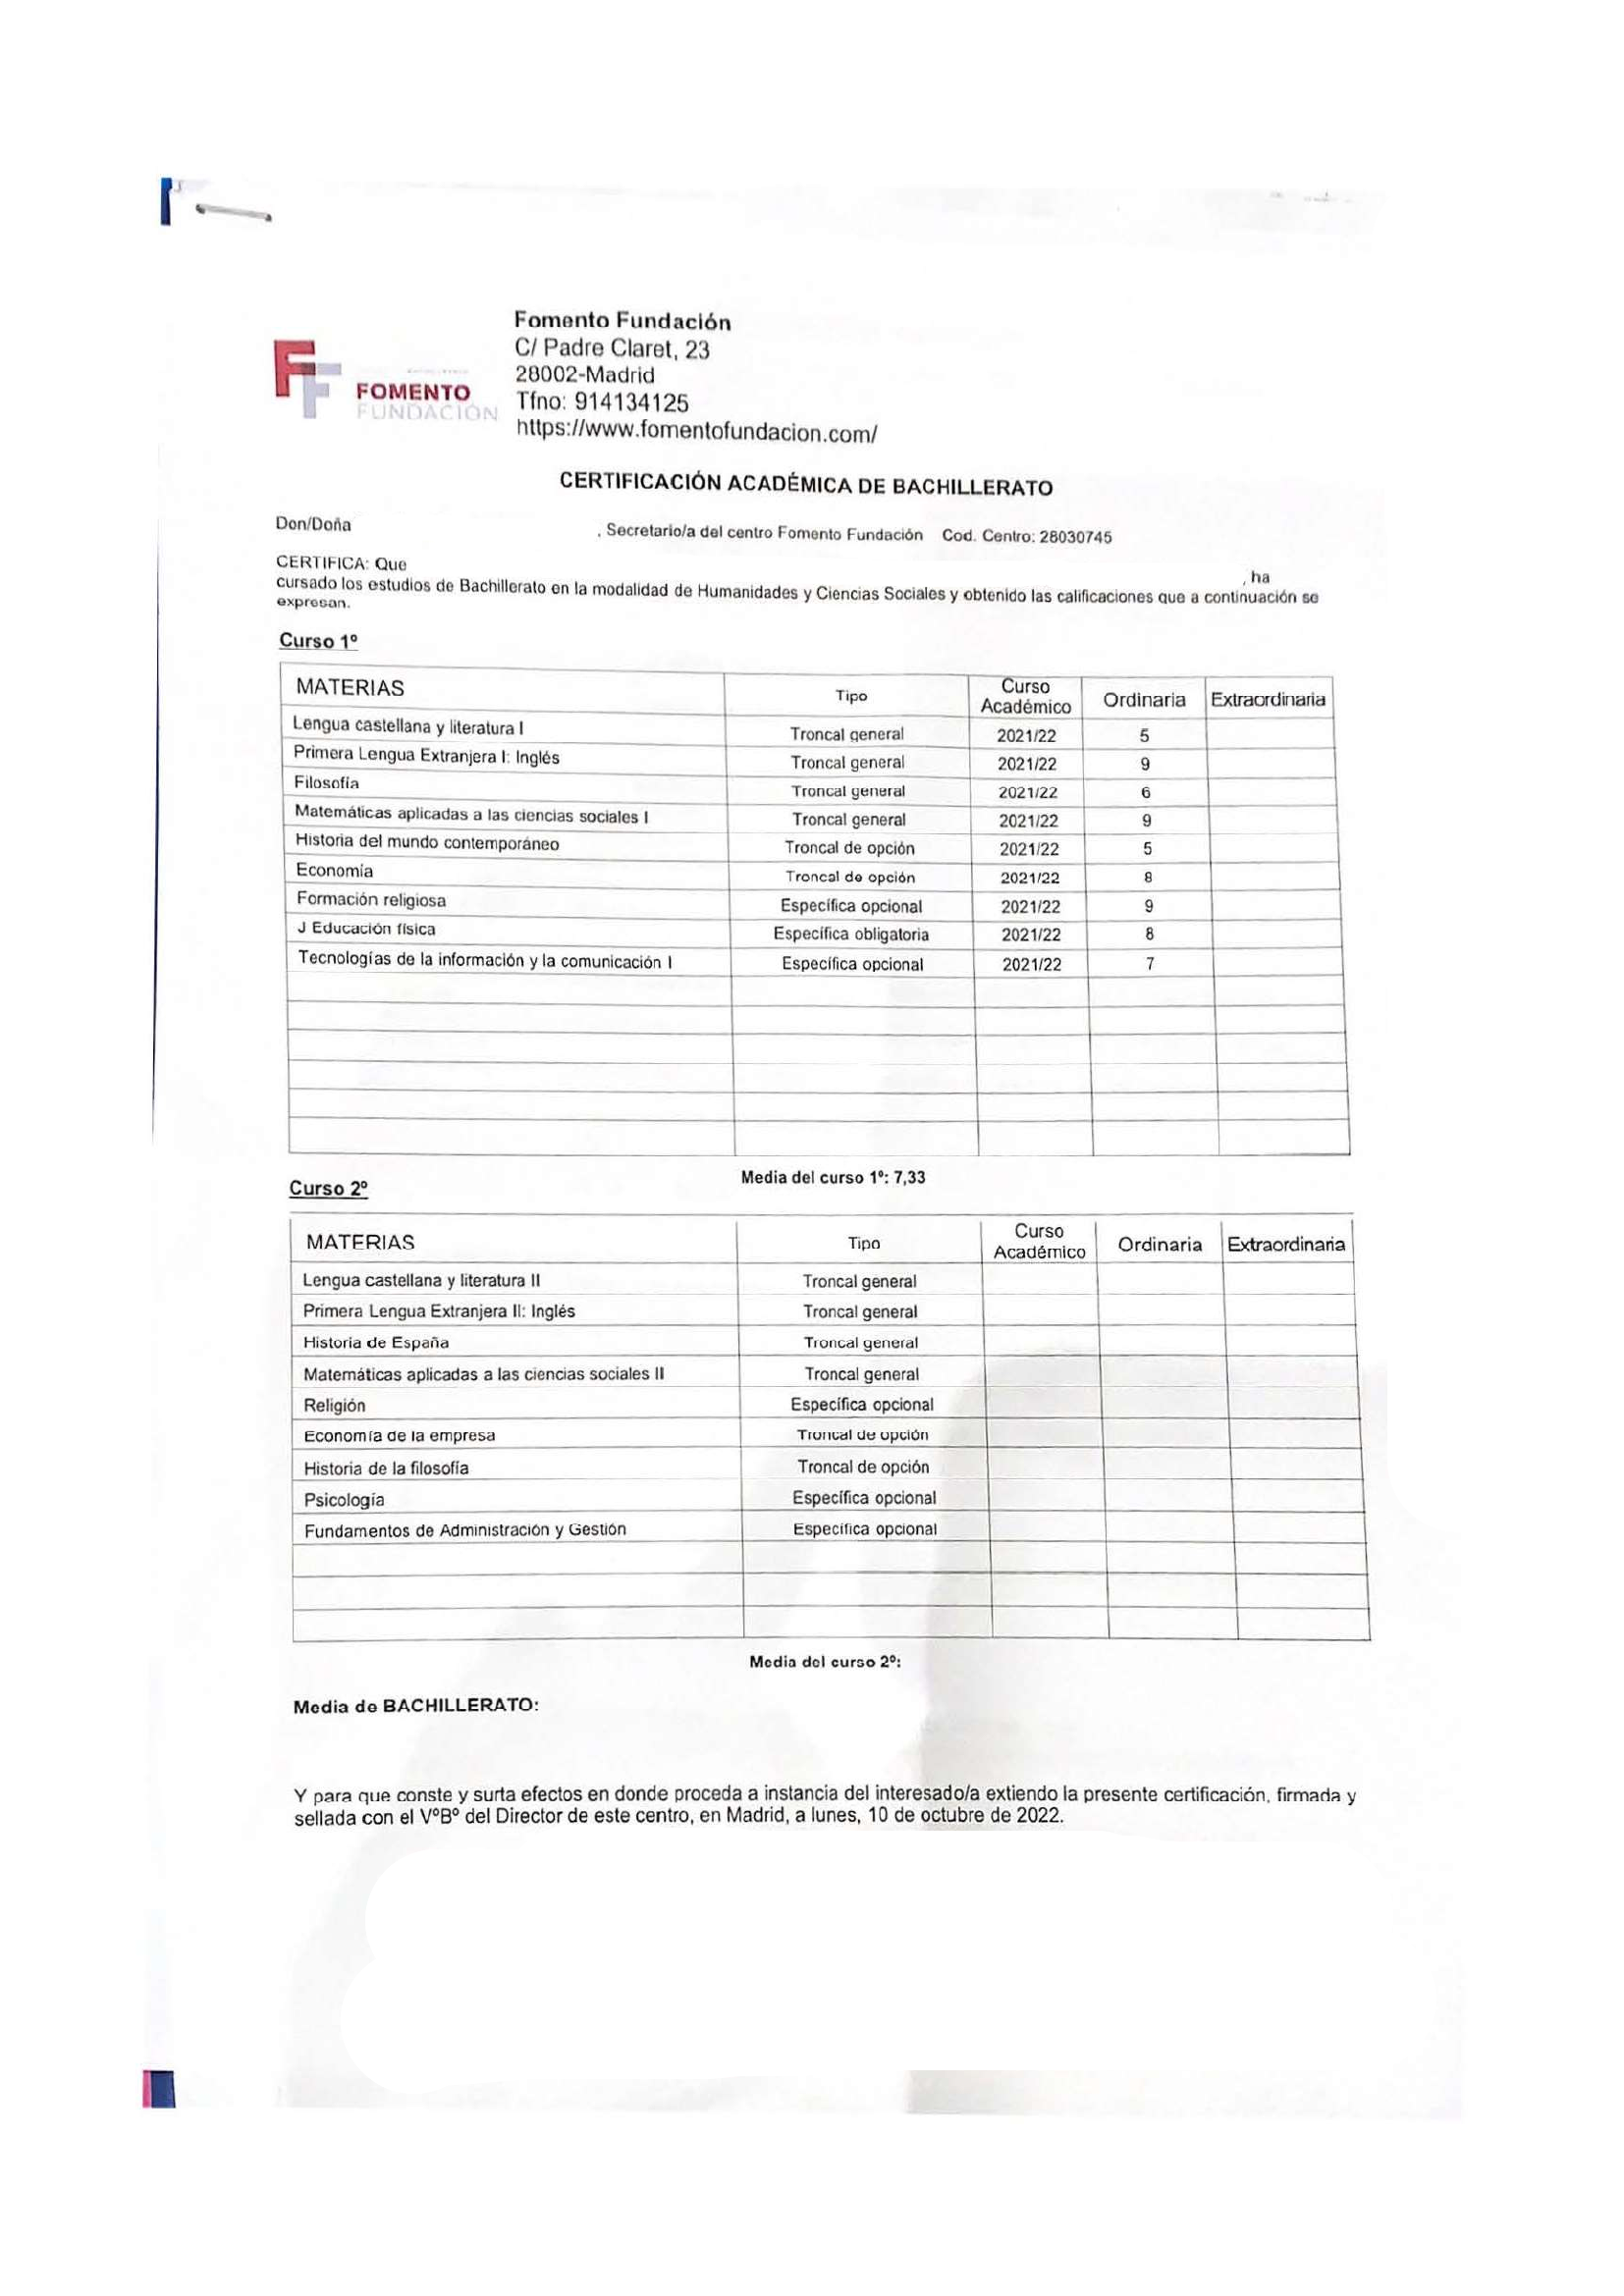 Fomento Fundación
C/ Padre Claret, 23
28002-Madrid
Tfno: 914134125
https://www.fomentofundacion.com/
FOMENTO
FUNDACIÓN
CERTIFICACIÓN ACADÉMICA DE BACHILLERATO
Don/Doña , Secretario/a del centro Fomento Fundación Cod. Centro: 28030745
CERTIFICA: Que , ha
cursado los estudios de Bachillerato en la modalidad de Humanidades y Ciencias Sociales y obtenido las calificaciones que a continuación se
expresan.
Curso 1º
MATERIAS Tipo Curso Académico Ordinaria Extraordinaria
Lengua castellana y literatura I Troncal general 2021/22 5
Primera Lengua Extranjera I: Inglés Troncal general 2021/22 9
Filosofía Troncal general 2021/22 6
Matemáticas aplicadas a las ciencias sociales I Troncal general 2021/22 9
Historia del mundo contemporáneo Troncal de opción 2021/22 5
Economía Troncal de opción 2021/22 8
Formación religiosa Específica opcional 2021/22 9
J Educación física Específica obligatoria 2021/22 8
Tecnologías de la información y la comunicación I Específica opcional 2021/22 7
Media del curso 1º: 7,33
Curso 2º
MATERIAS Tipo Curso Académico Ordinaria Extraordinaria
Lengua castellana y literatura II Troncal general
Primera Lengua Extranjera II: Inglés Troncal general
Historia de España Troncal general
Matemáticas aplicadas a las ciencias sociales II Troncal general
Religión Específica opcional
Economía de la empresa Troncal de opción
Historia de la filosofía Troncal de opción
Psicología Específica opcional
Fundamentos de Administración y Gestión Específica opcional
Media del curso 2º:
Media de BACHILLERATO:
Y para que conste y surta efectos en donde proceda a instancia del interesado/a extiendo la presente certificación, firmada y
sellada con el VºBº del Director de este centro, en Madrid, a lunes, 10 de octubre de 2022.